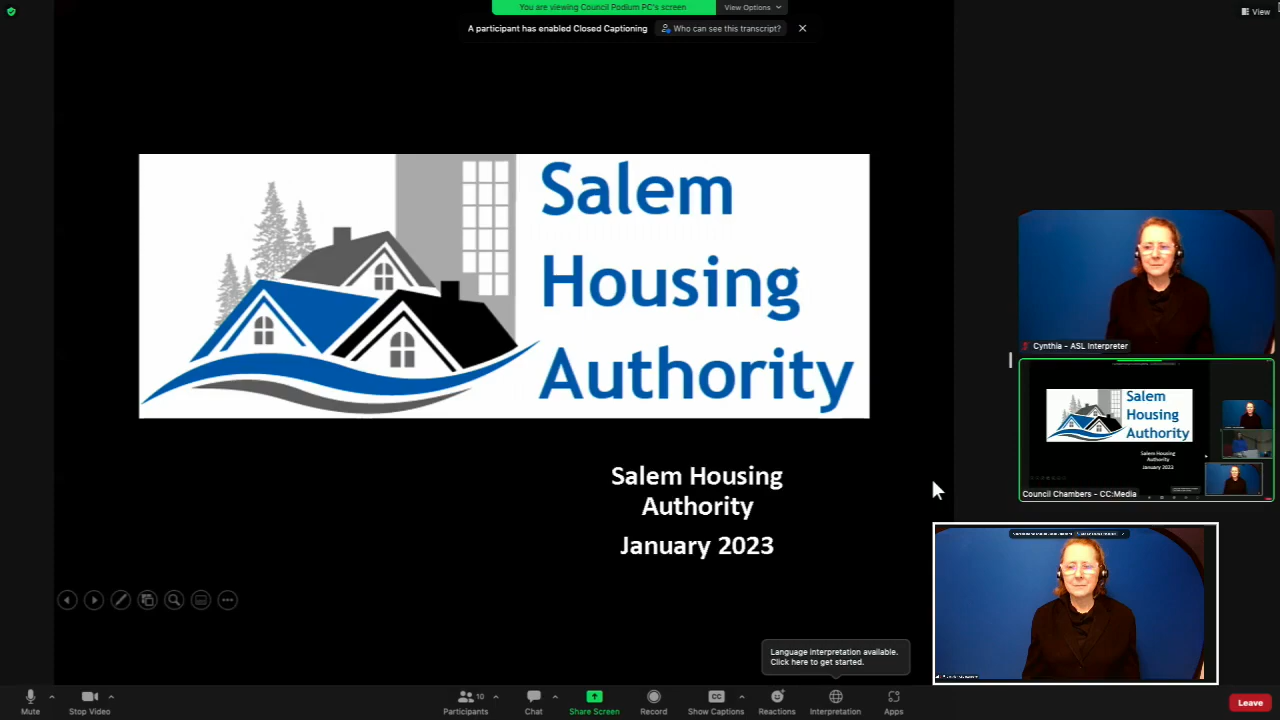 You are viewing Council Podium PC's screen
View Options
View
A participant has enabled Closed Captioning
Who can see this transcript?
Salem
Housing
Authority
Salem Housing
Authority
January 2023
Cynthia - ASL Interpreter
Salem
Housing
Authority
Salem Housing
Authority
January 2023
Council Chambers - CC:Media
Language interpretation available.
Click here to get started.
Mute
Stop Video
10
Participants
Chat
Share Screen
Record
CC
Show Captions
Reactions
Interpretation
Apps
Leave